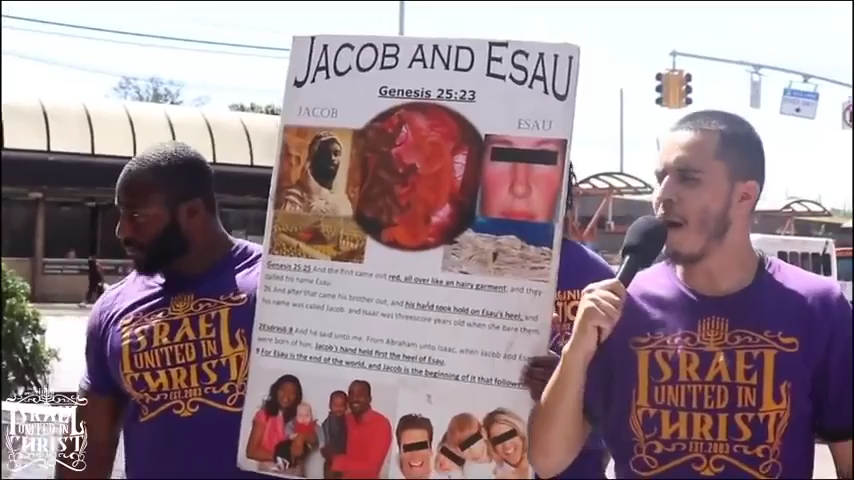 JACOB AND ESAU
Genesis 25:23
JACOB
ESAU
Genesis 25:25 And the first came out red, all over like an hairy garment; and they
called his name Esau.
26 And after that came his brother out, and his hand took hold on Esau's heel; and
his name was called Jacob: and Isaac was threescore years old when she bare them.
2Esdras6:8 And he said unto me, From Abraham unto Isaac, when Jacob and
were born of him, Jacob's hand held first the heel of Esau.
9 For Esau is the end of the world, and Jacob is the beginning of it that
ISRAEL
UNITED IN
CHRIST
ISRAEL
UNITED IN
CHRIST
EST. 2003
ISRAEL
UNITED IN
CHRIST
EST. 2003